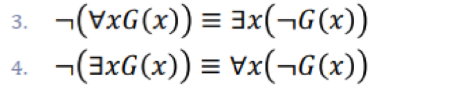 3. ¬(∀xG(x)) ≡ ∃x(¬G(x))
4. ¬(∃xG(x)) ≡ ∀x(¬G(x))